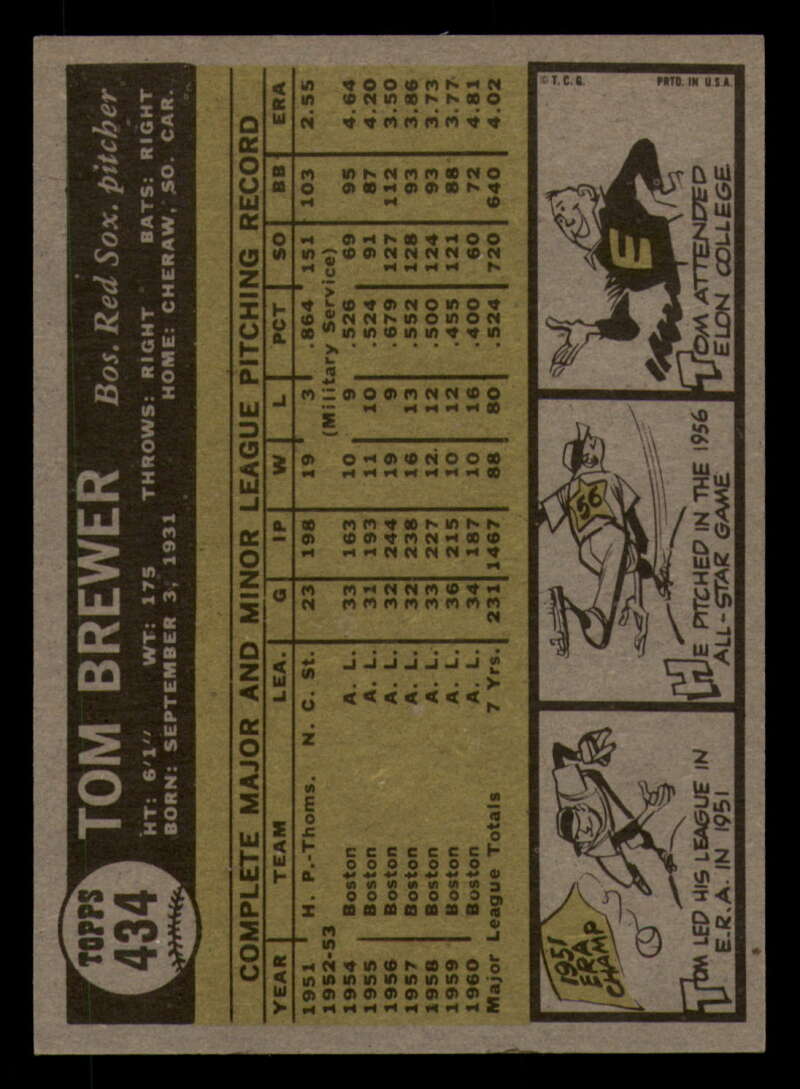 TOPPS
434
TOM BREWER Bos. Red Sox. pitcher
HT: 6'1" WT: 175 THROWS: RIGHT BATS: RIGHT
BORN: SEPTEMBER 3, 1931 HOME: CHERAW, SO. CAR.
COMPLETE MAJOR AND MINOR LEAGUE PITCHING RECORD
YEAR TEAM LEA. G IP W L PCT SO BB ERA
1951 H. P.-Thoms. N. C. St. 23 198 19 3 .864 151 103 2.55
1952-53 (Military Service)
1954 Boston A. L. 33 163 10 9 .526 69 95 4.64
1955 Boston A. L. 31 193 11 10 .524 91 87 4.20
1956 Boston A. L. 32 244 19 9 .679 127 112 3.50
1957 Boston A. L. 32 238 16 13 .552 128 93 3.86
1958 Boston A. L. 33 227 12 12 .500 124 93 3.73
1959 Boston A. L. 36 215 10 12 .455 121 88 3.77
1960 Boston A. L. 34 187 10 16 .400 60 72 4.81
Major League Totals 7 Yrs. 231 1467 88 80 .524 720 640 4.02
1951
ERA
CHAMP
TOM LED HIS LEAGUE IN
E.R.A. IN 1951
56
HE PITCHED IN THE 1956
ALL-STAR GAME
© T. C. G. PRTD. IN U.S.A.
E
TOM ATTENDED
ELON COLLEGE